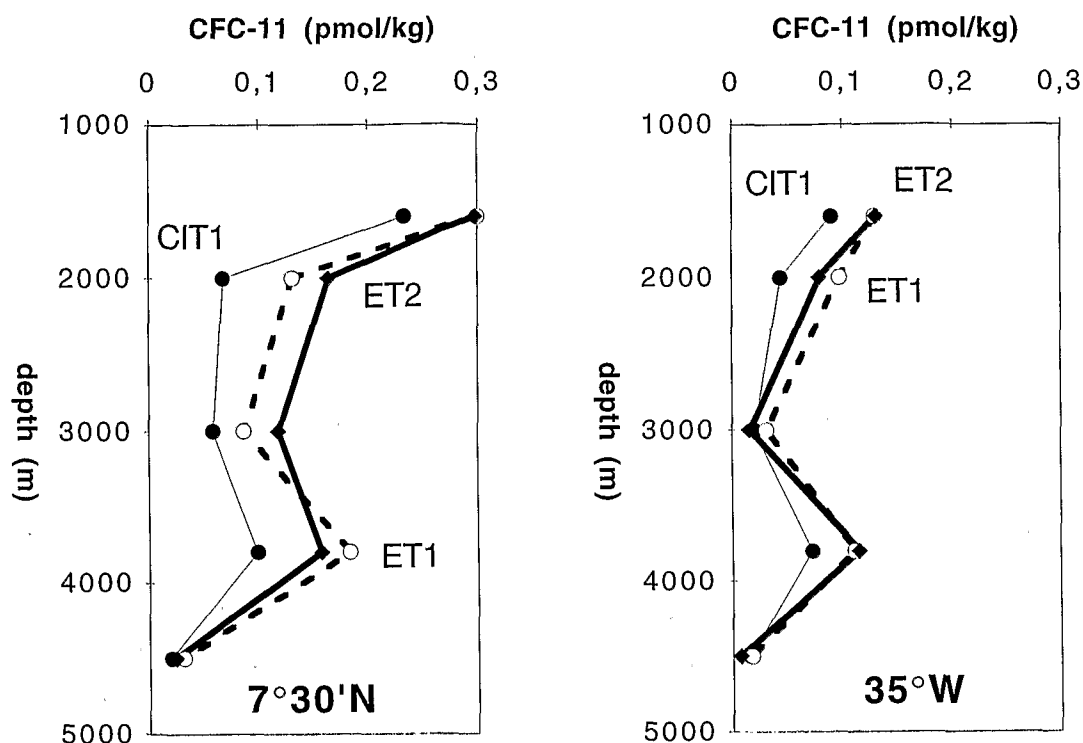 CFC-11 (pmol/kg)
0 0,1 0,2 0,3
1000
2000
3000
4000
5000
depth (m)
CIT1
ET2
ET1
7°30'N
CFC-11 (pmol/kg)
0 0,1 0,2 0,3
1000
2000
3000
4000
5000
depth (m)
CIT1
ET2
ET1
35°W